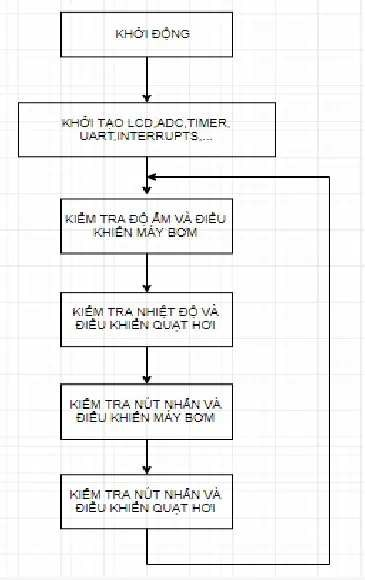 KHỞI ĐỘNG
KHỞI TẠO LCD,ADC,TIMER,
UART,INTERRUPTS,...
KIỂM TRA ĐỘ ẨM VÀ ĐIỀU
KHIỂN MÁY BƠM
KIỂM TRA NHIỆT ĐỘ VÀ
ĐIỀU KHIỂN QUẠT HƠI
KIỂM TRA NÚT NHẤN VÀ
ĐIỀU KHIỂN MÁY BƠM
KIỂM TRA NÚT NHẤN VÀ
ĐIỀU KHIỂN QUẠT HƠI